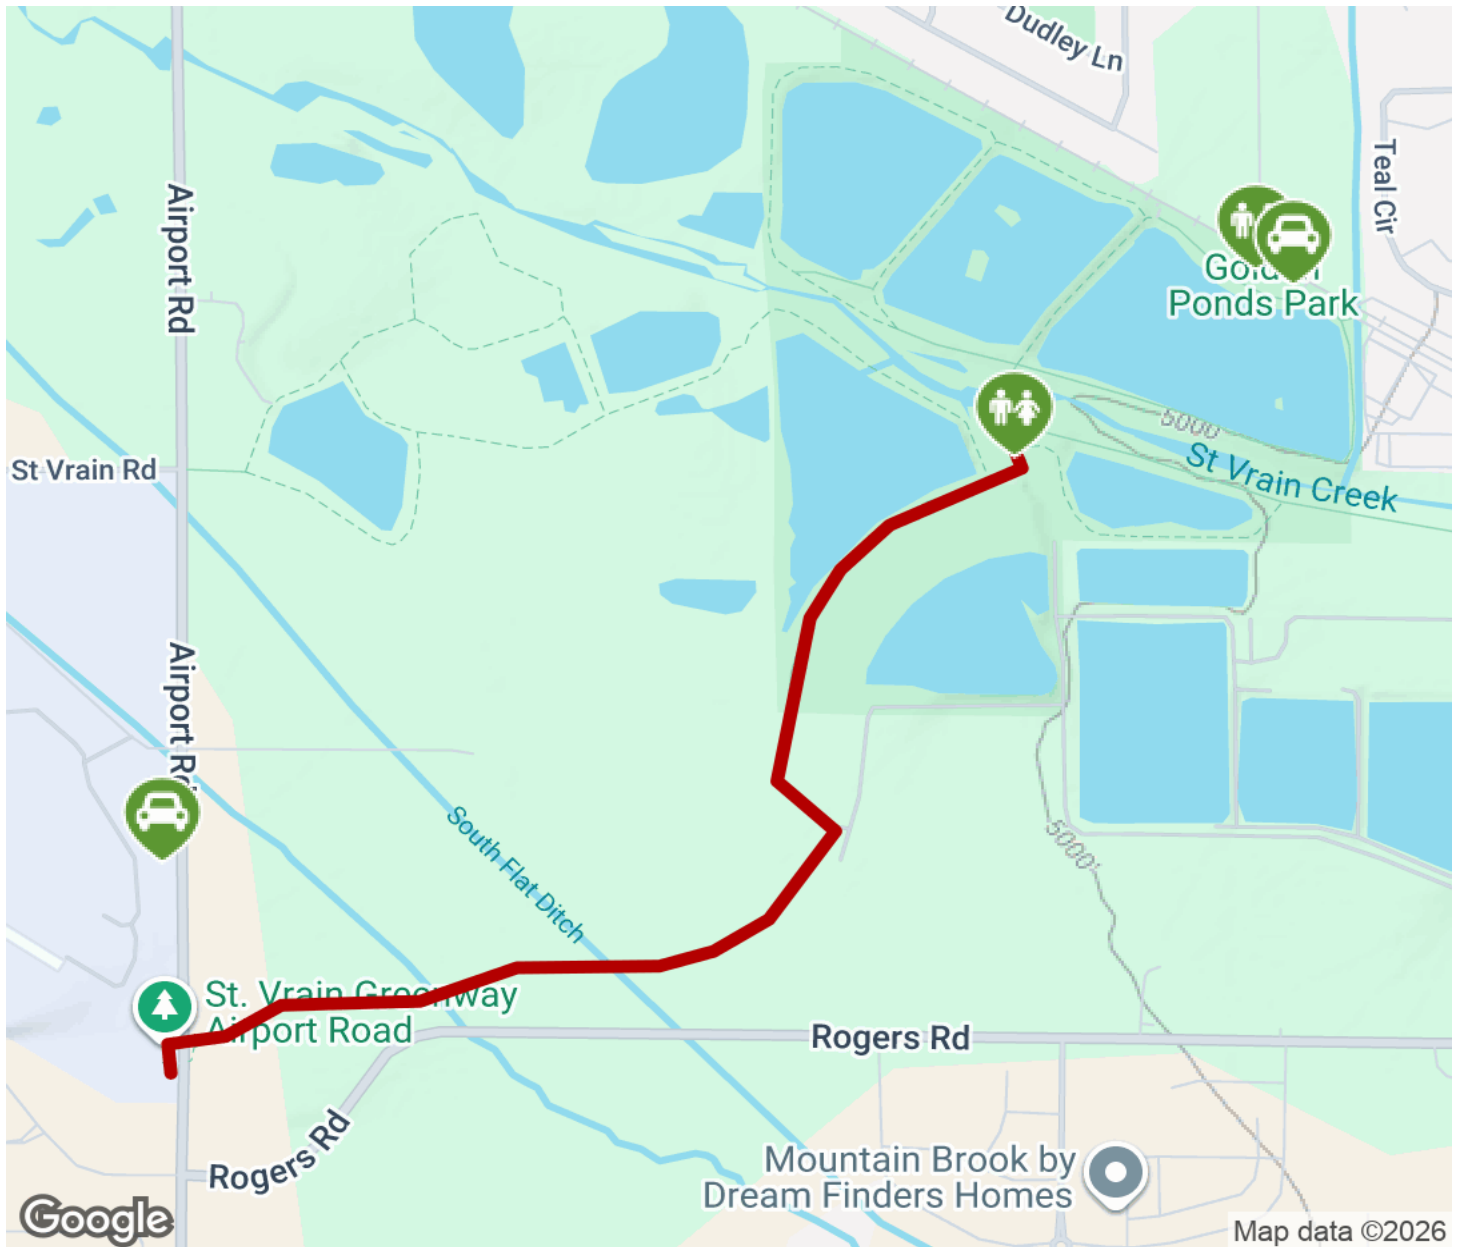 Dudley Ln
Teal Cir
Airport Rd
Ponds Park
5000
St Vrain Creek
St Vrain Rd
Airport Rd
South Flat Ditch
5000'
St. Vrain Greenway
Airport Road
Rogers Rd
Rogers Rd
Mountain Brook by
Dream Finders Homes
Google
Map data ©2026